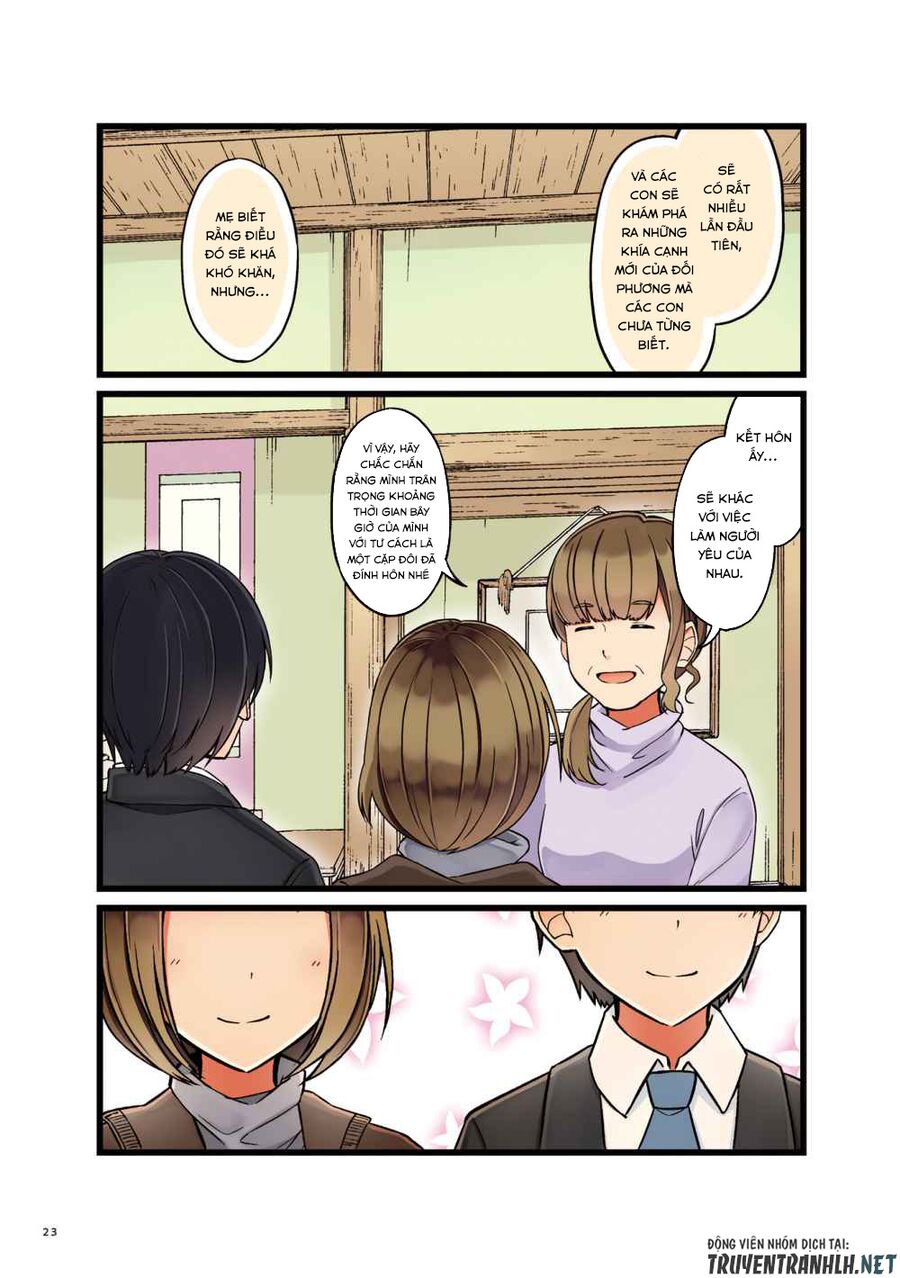 SẼ
CÓ RẤT
NHIỀU
LẦN ĐẦU
TIÊN,
VÀ CÁC
CON SẼ
KHÁM PHÁ
RA NHỮNG
KHÍA CẠNH
MỚI CỦA ĐỐI
PHƯƠNG MÀ
CÁC CON
CHƯA TỪNG
BIẾT.
MẸ BIẾT
RẰNG ĐIỀU
ĐÓ SẼ KHÁ
KHÓ KHĂN,
NHƯNG...
KẾT HÔN
ẤY...
SẼ KHÁC
VỚI VIỆC
LÀM NGƯỜI
YÊU CỦA
NHAU.
VÌ VẬY, HÃY
CHẮC CHẮN
RẰNG MÌNH TRÂN
TRỌNG KHOẢNG
THỜI GIAN BÂY
GIỜ CỦA MÌNH
VỚI TƯ CÁCH LÀ
MỘT CẶP ĐÔI ĐÃ
ĐÍNH HÔN NHÉ
23
ĐỘNG VIÊN NHÓM DỊCH TẠI:
TRUYENTRANHLH.NET